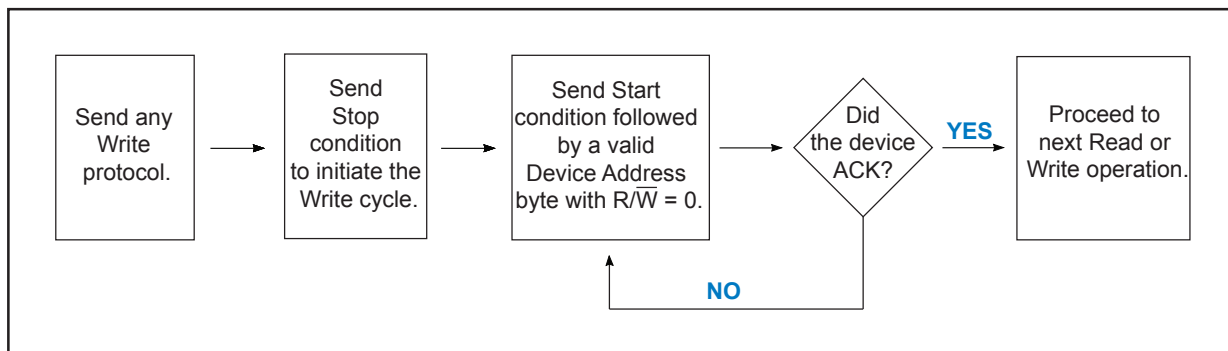 Send any
Write
protocol.
Send
Stop
condition
to initiate the
Write cycle.
Send Start
condition followed
by a valid
Device Address
byte with R/W̅ = 0.
Did
the device
ACK?
YES
Proceed to
next Read or
Write operation.
NO